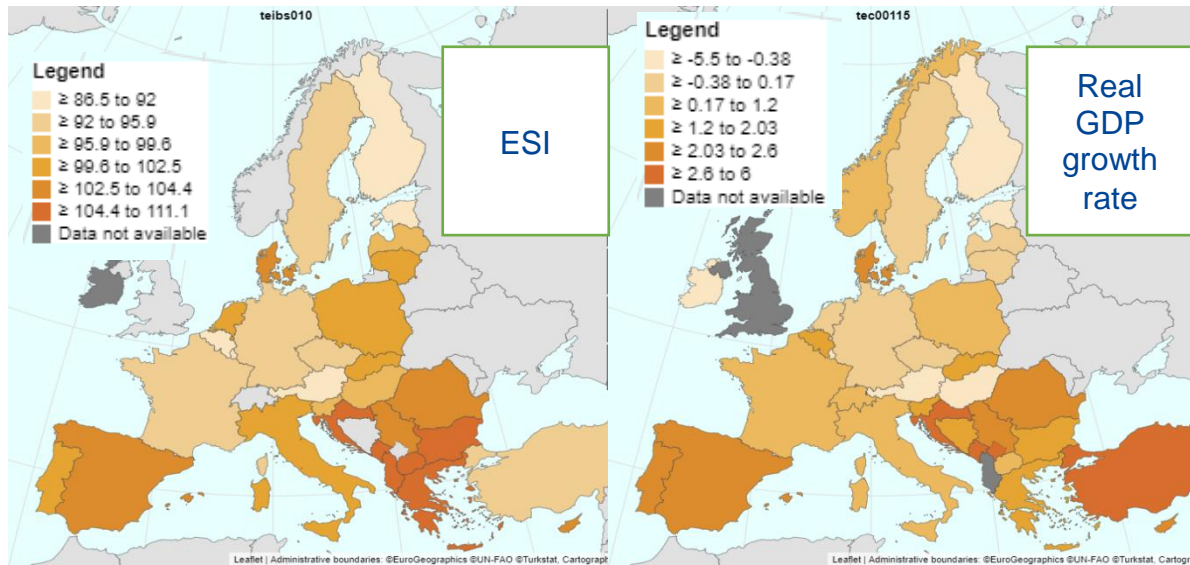 teibs010
Legend
≥ 86.5 to 92
≥ 92 to 95.9
≥ 95.9 to 99.6
≥ 99.6 to 102.5
≥ 102.5 to 104.4
≥ 104.4 to 111.1
Data not available
ESI
Leaflet | Administrative boundaries: ©EuroGeographics ©UN-FAO ©Turkstat, Cartogr
tec00115
Legend
≥ -5.5 to -0.38
≥ -0.38 to 0.17
≥ 0.17 to 1.2
≥ 1.2 to 2.03
≥ 2.03 to 2.6
≥ 2.6 to 6
Data not available
Real
GDP
growth
rate
Leaflet | Administrative boundaries: ©EuroGeographics ©UN-FAO ©Turkstat, Cartogr